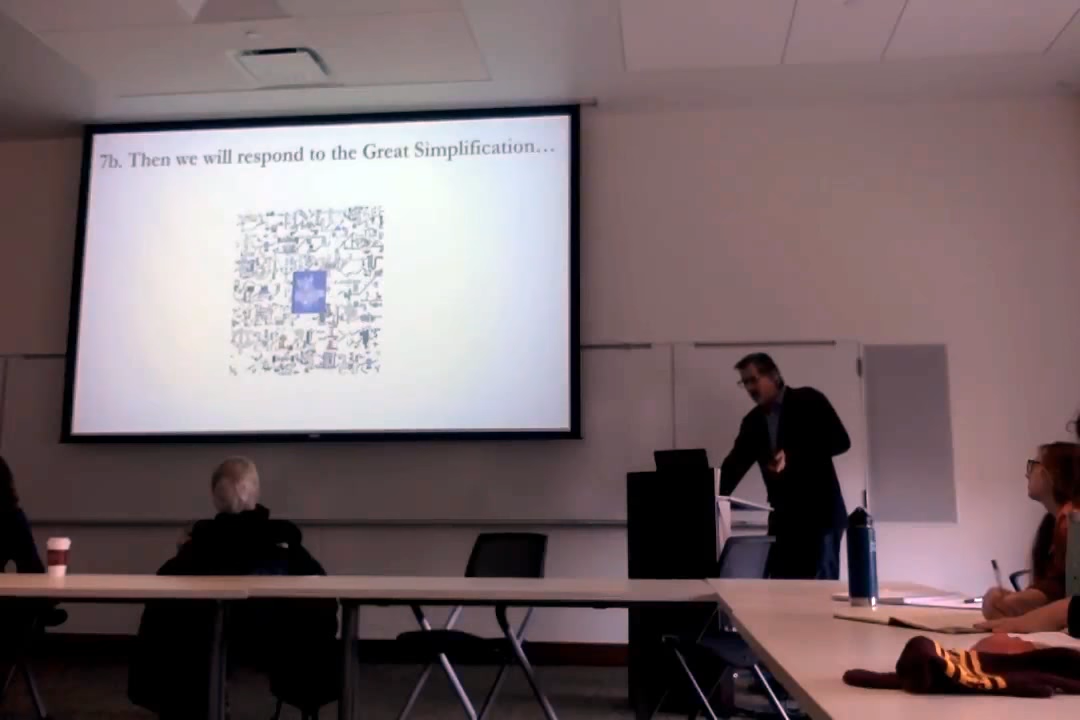 7b. Then we will respond to the Great Simplification…